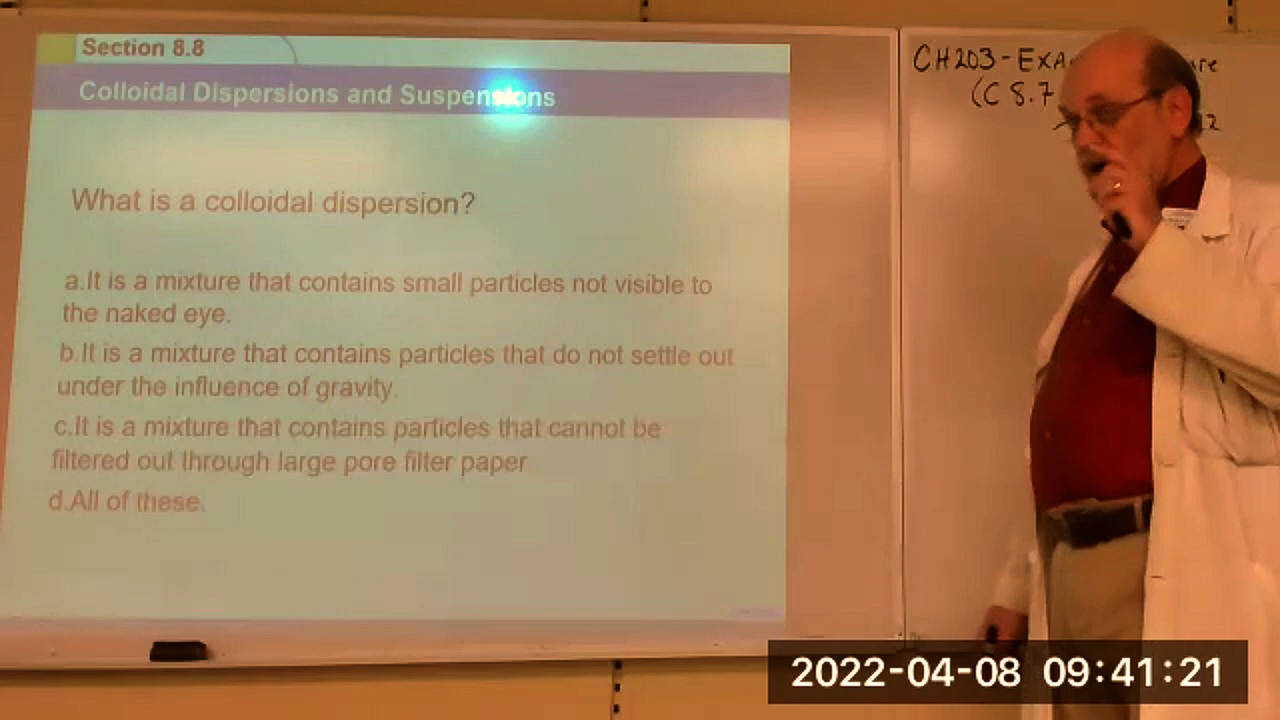 Section 8.8
Colloidal Dispersions and Suspensions
What is a colloidal dispersion?
a.It is a mixture that contains small particles not visible to
the naked eye.
b.It is a mixture that contains particles that do not settle out
under the influence of gravity.
c.It is a mixture that contains particles that cannot be
filtered out through large pore filter paper
d.All of these.
CH203-
(C 8.7
2022-04-08 09:41:21